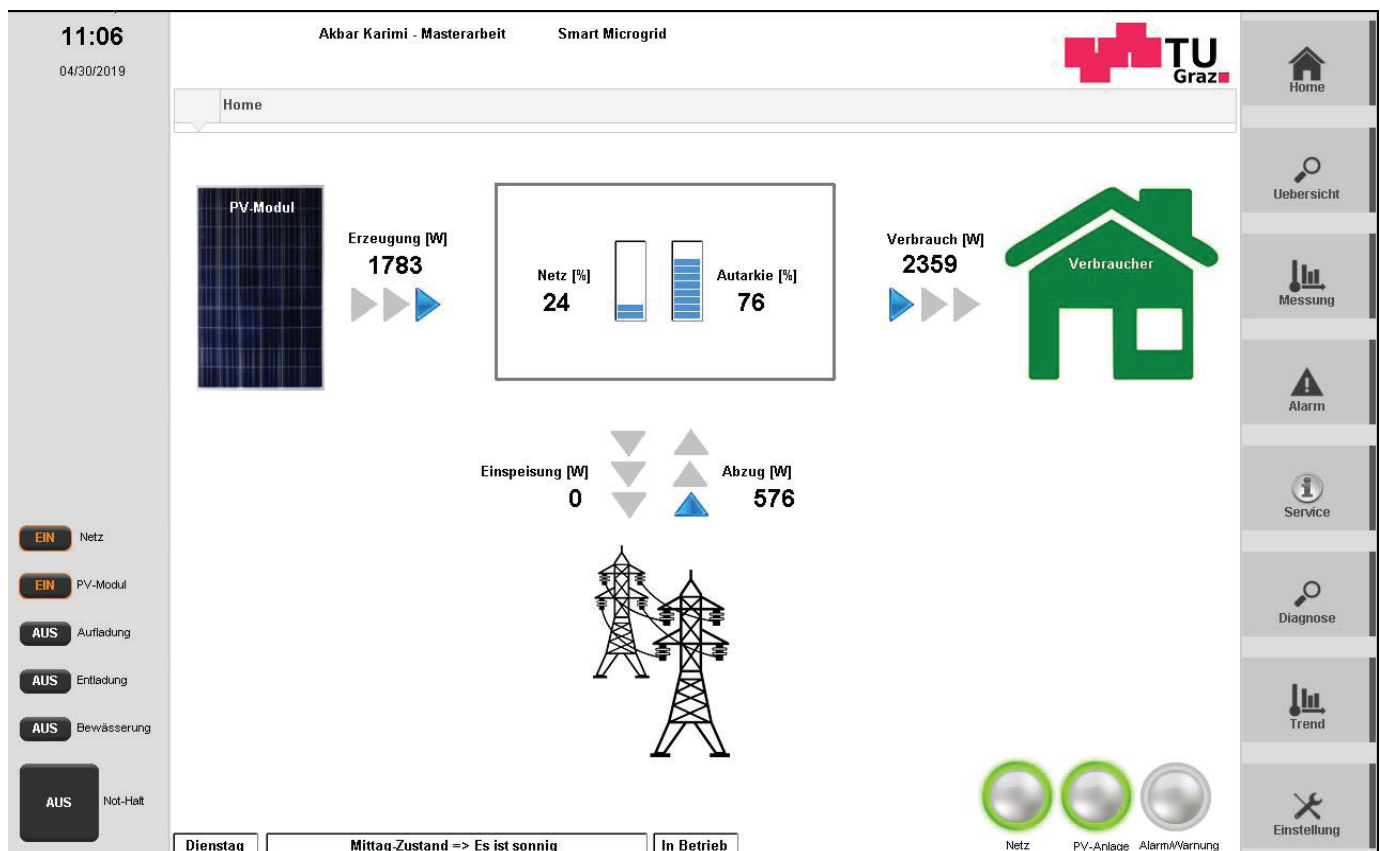 11:06
04/30/2019
Akbar Karimi - Masterarbeit Smart Microgrid
TU
Graz
Home
PV-Modul
Erzeugung [W]
1783
Netz [%]
24
Autarkie [%]
76
Verbrauch [W]
2359
Verbraucher
Einspeisung [W]
0
Abzug [W]
576
EIN Netz
EIN PV-Modul
AUS Aufladung
AUS Entladung
AUS Bewässerung
AUS Not-Halt
Dienstag
Mittag-Zustand => Es ist sonnig
In Betrieb
Netz
PV-Anlage
Alarm/Warnung
Home
Uebersicht
Messung
Alarm
Service
Diagnose
Trend
Einstellung